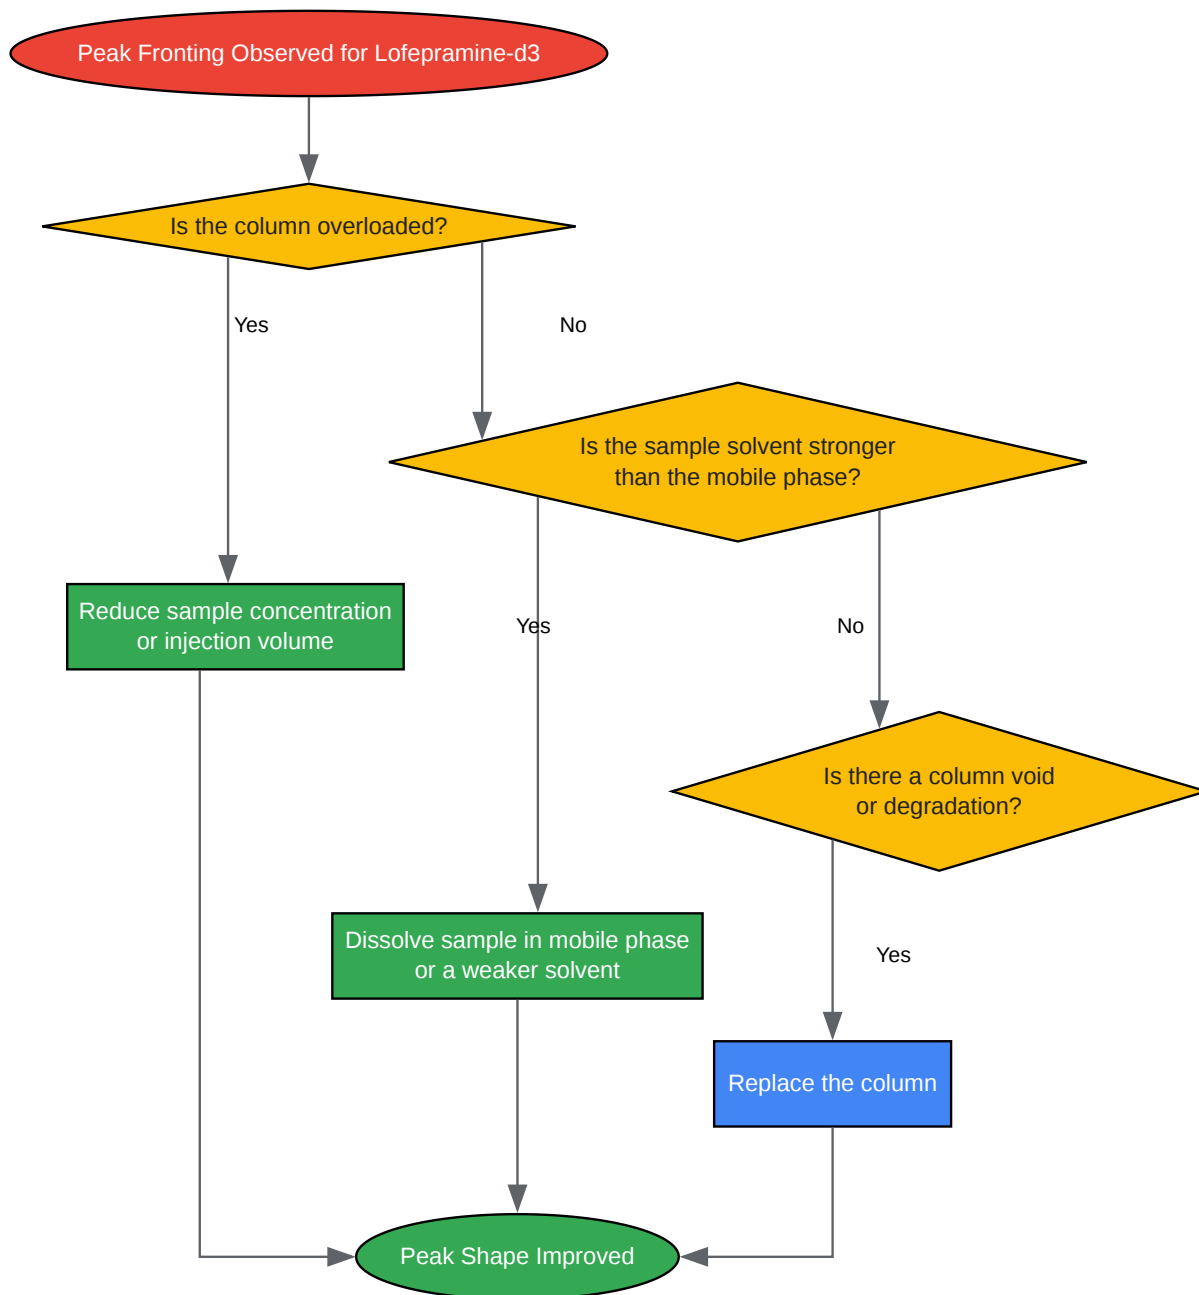 Peak Fronting Observed for Lofepramine-d3
Is the column overloaded?
Yes
No
Is the sample solvent stronger
than the mobile phase?
Reduce sample concentration
or injection volume
Yes
No
Is there a column void
or degradation?
Dissolve sample in mobile phase
or a weaker solvent
Yes
Replace the column
Peak Shape Improved